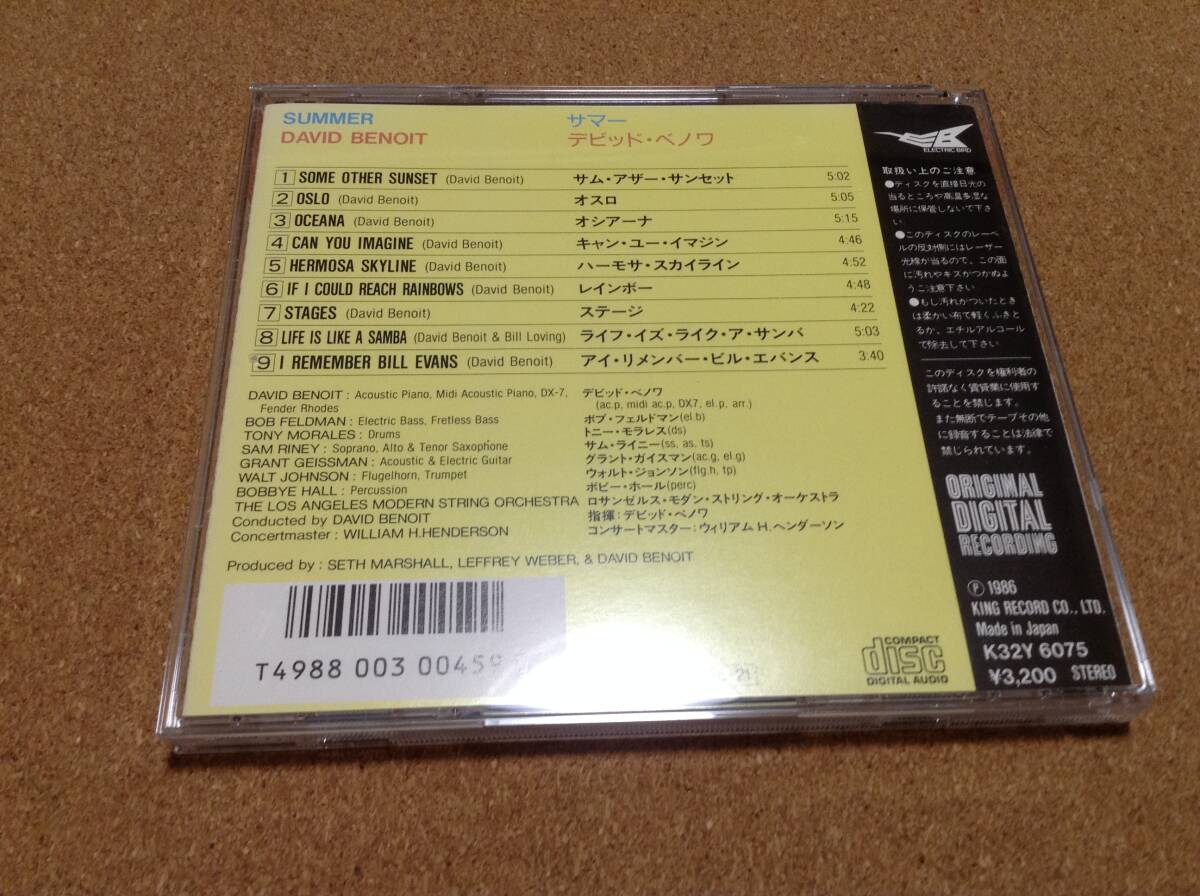 SUMMER サマー
DAVID BENOIT デビッド・ベノワ
1 SOME OTHER SUNSET (David Benoit) サム・アザー・サンセット 5:02
2 OSLO (David Benoit) オスロ 5:05
3 OCEANA (David Benoit) オシアーナ 5:15
4 CAN YOU IMAGINE (David Benoit) キャン・ユー・イマジン 4:46
5 HERMOSA SKYLINE (David Benoit) ハーモサ・スカイライン 4:52
6 IF I COULD REACH RAINBOWS (David Benoit) レインボー 4:48
7 STAGES (David Benoit) ステージ 4:22
8 LIFE IS LIKE A SAMBA (David Benoit & Bill Loving) ライフ・イズ・ライク・ア・サンバ 5:03
9 I REMEMBER BILL EVANS (David Benoit) アイ・リメンバー・ビル・エバンス 3:40
DAVID BENOIT : Acoustic Piano, Midi Acoustic Piano, DX-7, デビッド・ベノワ
Fender Rhodes (ac.p, midi ac.p, DX7, el.p, arr.)
BOB FELDMAN : Electric Bass, Fretless Bass ボブ・フェルドマン(el.b)
TONY MORALES : Drums トニー・モラレス(ds)
SAM RINEY : Soprano, Alto & Tenor Saxophone サム・ライニー(ss, as, ts)
GRANT GEISSMAN : Acoustic & Electric Guitar グラント・ガイスマン(ac.g, el.g)
WALT JOHNSON : Flugelhorn, Trumpet ウォルト・ジョンソン(flg.h, tp)
BOBBYE HALL : Percussion ボビー・ホール(perc)
THE LOS ANGELES MODERN STRING ORCHESTRA ロサンゼルス・モダン・ストリング・オーケストラ
Conducted by DAVID BENOIT 指揮:デビッド・ベノワ
Concertmaster : WILLIAM H.HENDERSON コンサートマスター:ウィリアム H.ヘンダーソン
Produced by : SETH MARSHALL, LEFFREY WEBER, & DAVID BENOIT
T4988 003 00459
21
COMPACT
disc
DIGITAL AUDIO
EB
ELECTRIC BIRD
取扱い上のご注意
●ディスクを直接日光の
当るところや高温多湿な
場所に保管しないで下さ
い
●このディスクのレーベ
ルの反対側にはレーザー
光線が当るので、この面
に汚れやキズがつかぬよ
うご注意下さい
●もし汚れがついたとき
は柔かい布で軽くふきと
るか、エチルアルコール
で除去して下さい
このディスクを権利者の
許諾なく賃貸業に使用す
ることを禁じます。
また無断でテープその他
に録音することは法律で
禁じられています。
ORIGINAL
DIGITAL
RECORDING
Ⓟ 1986
KING RECORD CO., LTD.
Made in Japan
K32Y 6075
¥3,200 STEREO